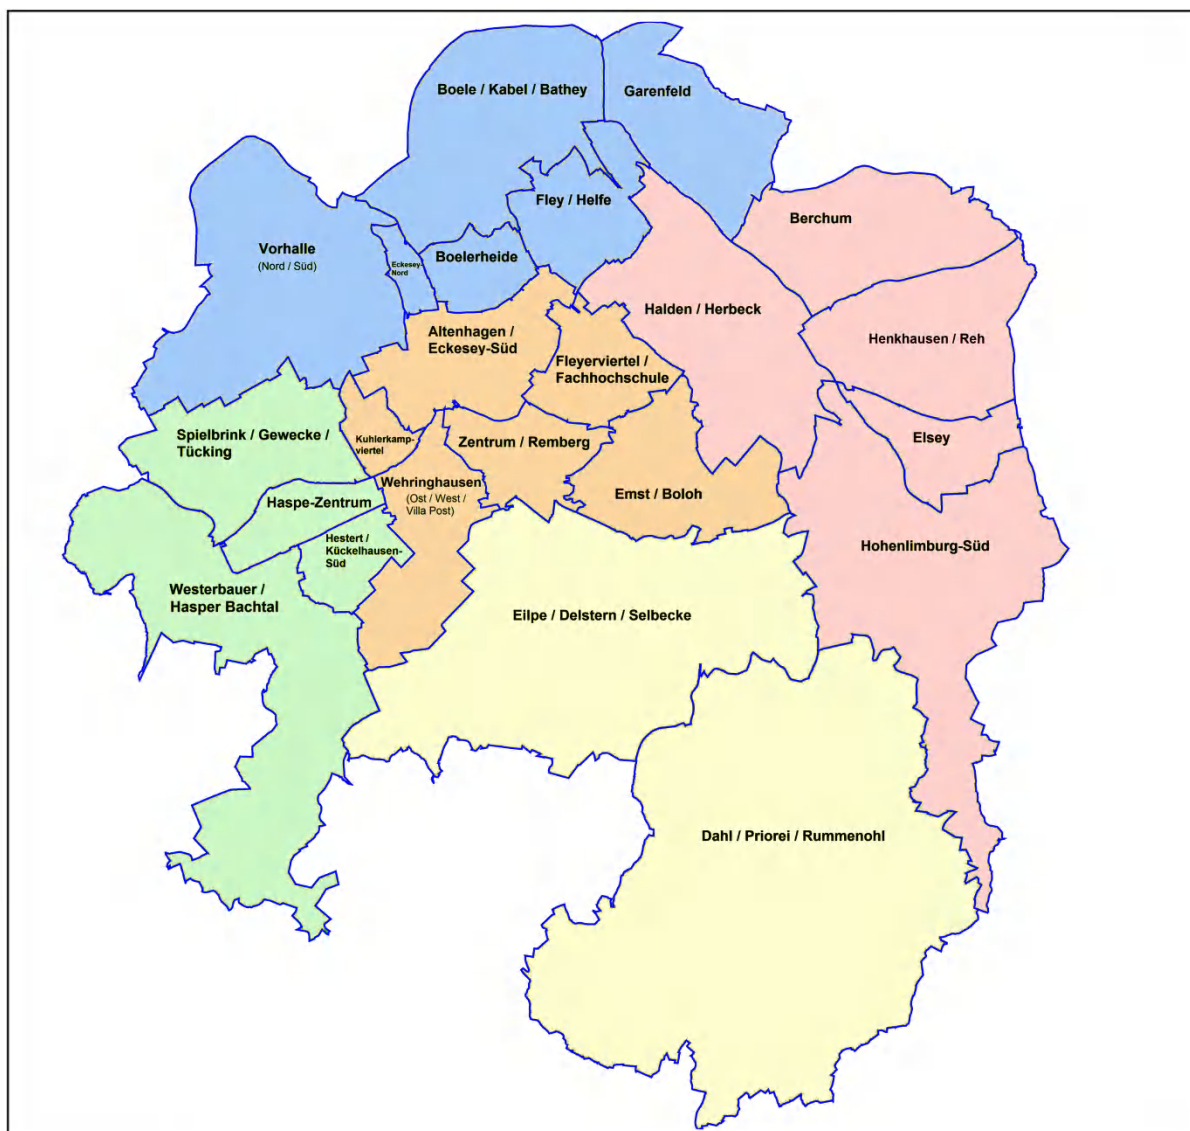 Boele / Kabel / Bathey
Garenfeld
Fley / Helfe
Berchum
Vorhalle
(Nord / Süd)
Eckesey-
Nord
Boelerheide
Halden / Herbeck
Altenhagen /
Eckesey-Süd
Henkhausen / Reh
Fleyerviertel /
Fachhochschule
Spielbrink / Gewecke /
Tücking
Kuhlerkamp-
viertel
Zentrum / Remberg
Elsey
Wehringhausen
(Ost / West /
Villa Post)
Haspe-Zentrum
Emst / Boloh
Hestert /
Kückelhausen-
Süd
Hohenlimburg-Süd
Westerbauer /
Hasper Bachtal
Eilpe / Delstern / Selbecke
Dahl / Priorei / Rummenohl